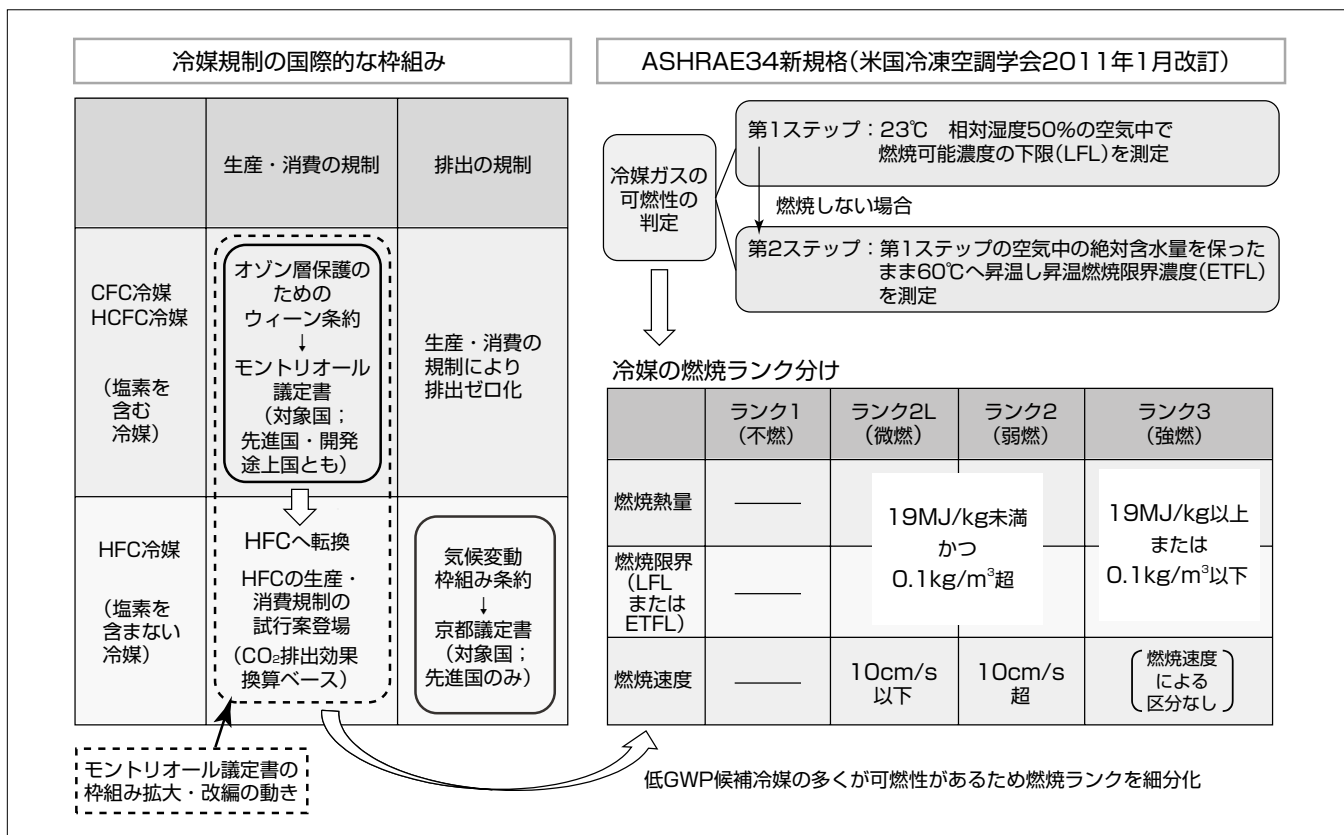 冷媒規制の国際的な枠組み
生産・消費の規制
排出の規制
CFC冷媒
HCFC冷媒
(塩素を
含む
冷媒)
オゾン層保護の
ための
ウィーン条約
↓
モントリオール
議定書
(対象国;
先進国・開発
途上国とも)
生産・消費の
規制により
排出ゼロ化
HFC冷媒
(塩素を
含まない
冷媒)
HFCへ転換
HFCの生産・
消費規制の
試行案登場
(CO₂排出効果
換算ベース)
気候変動
枠組み条約
↓
京都議定書
(対象国;
先進国のみ)
モントリオール議定書の
枠組み拡大・改編の動き
ASHRAE34新規格(米国冷凍空調学会2011年1月改訂)
冷媒ガスの
可燃性の
判定
第1ステップ:23℃ 相対湿度50%の空気中で
燃焼可能濃度の下限(LFL)を測定
燃焼しない場合
第2ステップ:第1ステップの空気中の絶対含水量を保った
まま60℃へ昇温し昇温燃焼限界濃度(ETFL)
を測定
冷媒の燃焼ランク分け
ランク1
(不燃)
ランク2L
(微燃)
ランク2
(弱燃)
ランク3
(強燃)
燃焼熱量
燃焼限界
(LFL
または
ETFL)
19MJ/kg未満
かつ
0.1kg/m³超
19MJ/kg以上
または
0.1kg/m³以下
燃焼速度
10cm/s
以下
10cm/s
超
(燃焼速度
による
区分なし)
低GWP候補冷媒の多くが可燃性があるため燃焼ランクを細分化